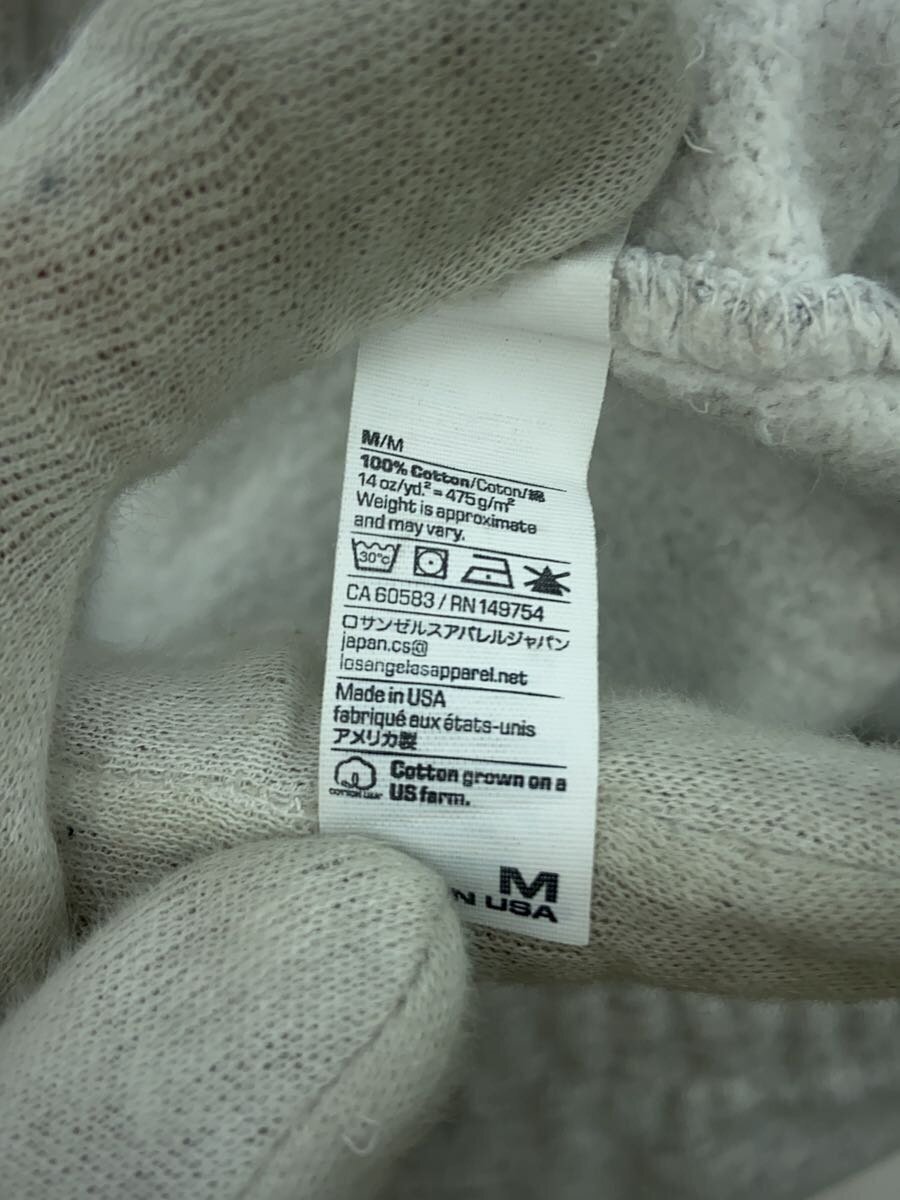 M/M
100% Cotton/Coton/綿
14 oz/yd.² = 475 g/m²
Weight is approximate
and may vary.
30°C
CA 60583 / RN 149754
ロサンゼルスアパレルジャパン
japan.cs@
losangelesapparel.net
Made in USA
fabriqué aux états-unis
アメリカ製
Cotton grown on a
COTTON USA
US farm.
M
N USA